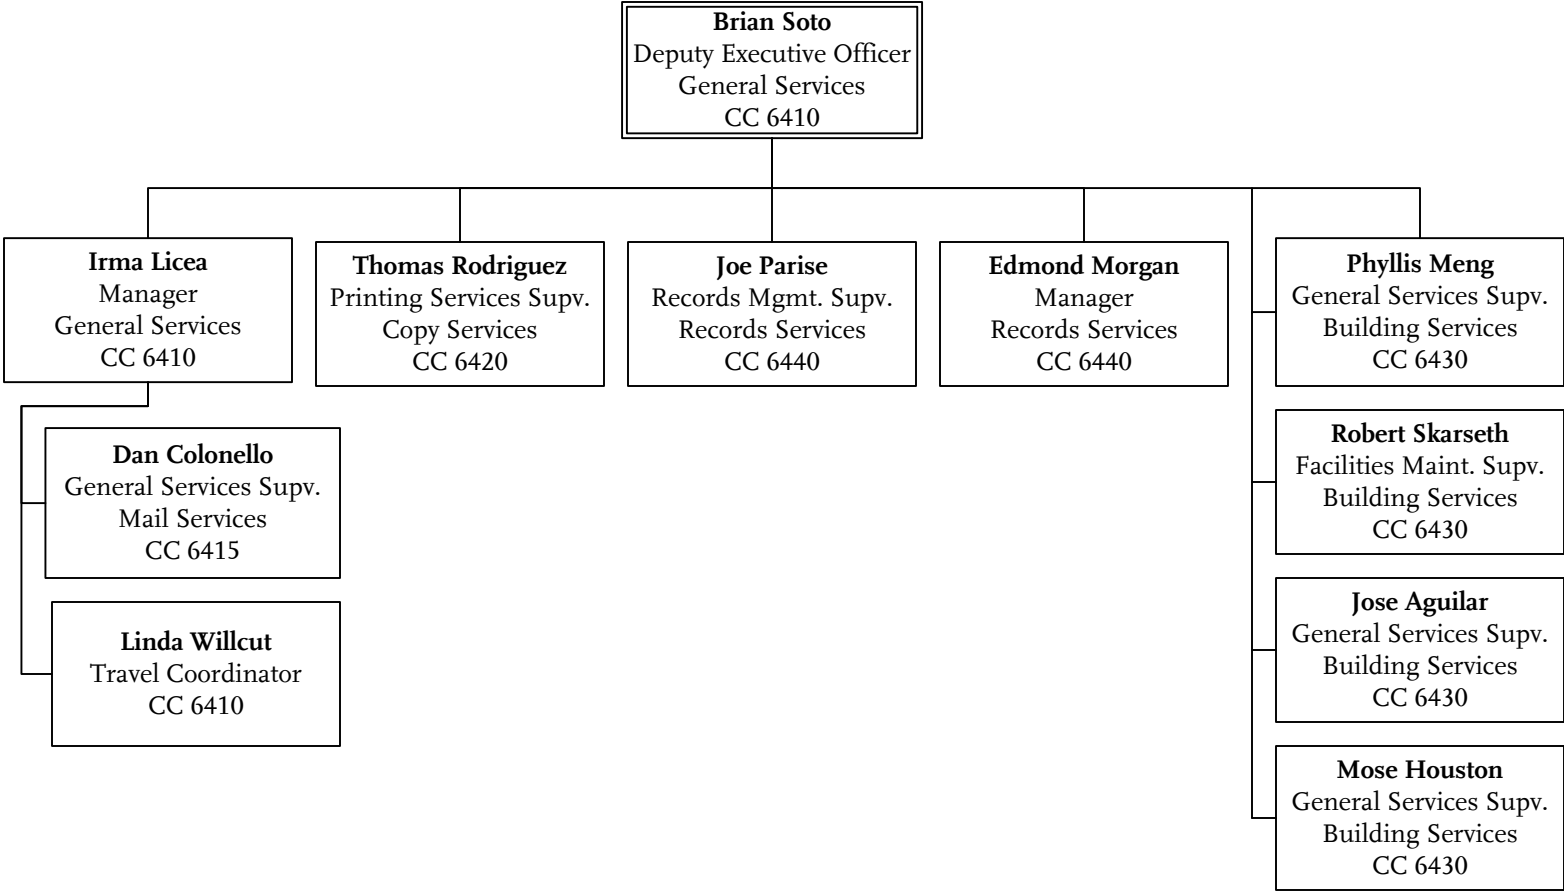 Brian Soto
Deputy Executive Officer
General Services
CC 6410
Irma Licea
Manager
General Services
CC 6410
Thomas Rodriguez
Printing Services Supv.
Copy Services
CC 6420
Joe Parise
Records Mgmt. Supv.
Records Services
CC 6440
Edmond Morgan
Manager
Records Services
CC 6440
Phyllis Meng
General Services Supv.
Building Services
CC 6430
Dan Colonello
General Services Supv.
Mail Services
CC 6415
Linda Willcut
Travel Coordinator
CC 6410
Robert Skarseth
Facilities Maint. Supv.
Building Services
CC 6430
Jose Aguilar
General Services Supv.
Building Services
CC 6430
Mose Houston
General Services Supv.
Building Services
CC 6430